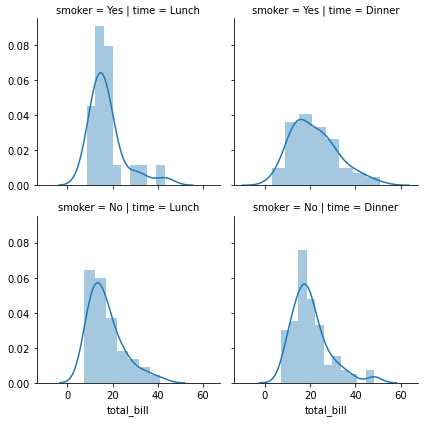 smoker = Yes | time = Lunch
smoker = Yes | time = Dinner
0.08
0.06
0.04
0.02
0.00
smoker = No | time = Lunch
smoker = No | time = Dinner
0.08
0.06
0.04
0.02
0.00
0 20 40 60
0 20 40 60
total_bill
total_bill